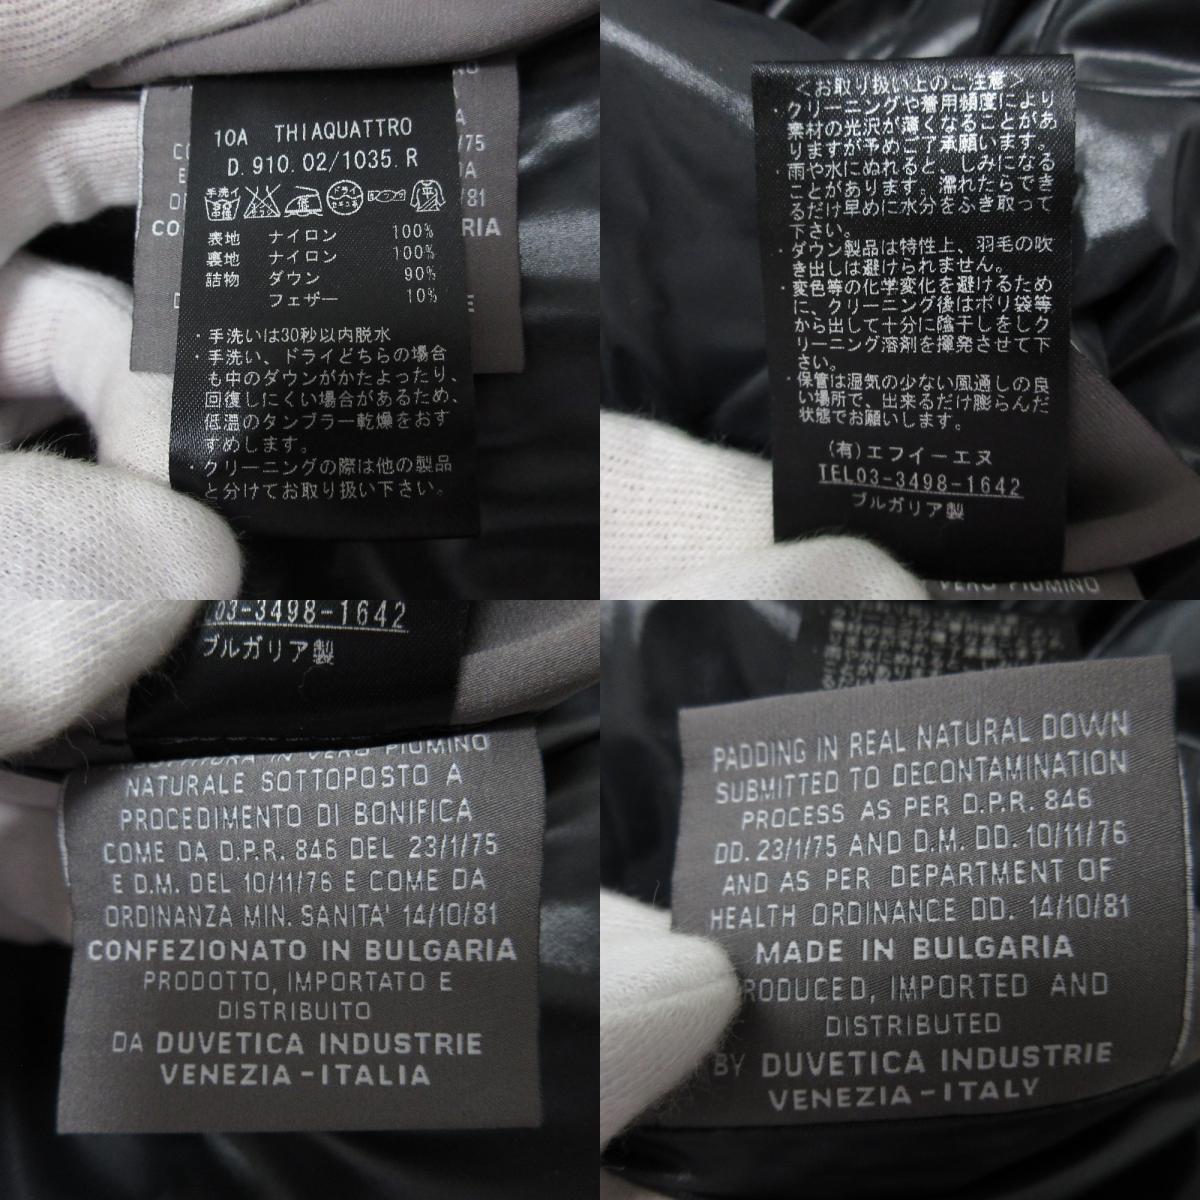 10A THIAQUATTRO
D.910.02/1035.R
手洗イ
中性
ドライ
セキユ系
平
表地 ナイロン 100%
裏地 ナイロン 100%
詰物 ダウン 90%
フェザー 10%
・手洗いは30秒以内脱水
・手洗い、ドライどちらの場合
も中のダウンがかたよったり、
回復しにくい場合があるため、
低温のタンブラー乾燥をおす
すめします。
・クリーニングの際は他の製品
と分けてお取り扱い下さい。
/75
/81
CO
RIA
<お取り扱い上のご注意>
・クリーニングや着用頻度により
素材の光沢が薄くなることがあ
りますが予めご了承願います。
・雨や水にぬれると、しみになる
ことがあります。濡れたらでき
るだけ早めに水分をふき取って
下さい。
・ダウン製品は特性上、羽毛の吹
き出しは避けられません。
・変色等の化学変化を避けるため
に、クリーニング後はポリ袋等
から出して十分に陰干しをしク
リーニング溶剤を揮発させて下
さい。
・保管は湿気の少ない風通しの良
い場所で、出来るだけ膨らんだ
状態でお願いします。
(有)エフイーエヌ
TEL03-3498-1642
ブルガリア製
VERO PIUMINO
03-3498-1642
ブルガリア製
IN VERO PIUMINO
NATURALE SOTTOPOSTO A
PROCEDIMENTO DI BONIFICA
COME DA D.P.R. 846 DEL 23/1/75
E D.M. DEL 10/11/76 E COME DA
ORDINANZA MIN. SANITA' 14/10/81
CONFEZIONATO IN BULGARIA
PRODOTTO, IMPORTATO E
DISTRIBUITO
DA DUVETICA INDUSTRIE
VENEZIA-ITALIA
PADDING IN REAL NATURAL DOWN
SUBMITTED TO DECONTAMINATION
PROCESS AS PER D.P.R. 846
DD. 23/1/75 AND D.M. DD. 10/11/76
AND AS PER DEPARTMENT OF
HEALTH ORDINANCE DD. 14/10/81
MADE IN BULGARIA
RODUCED, IMPORTED AND
DISTRIBUTED
BY DUVETICA INDUSTRIE
VENEZIA-ITALY